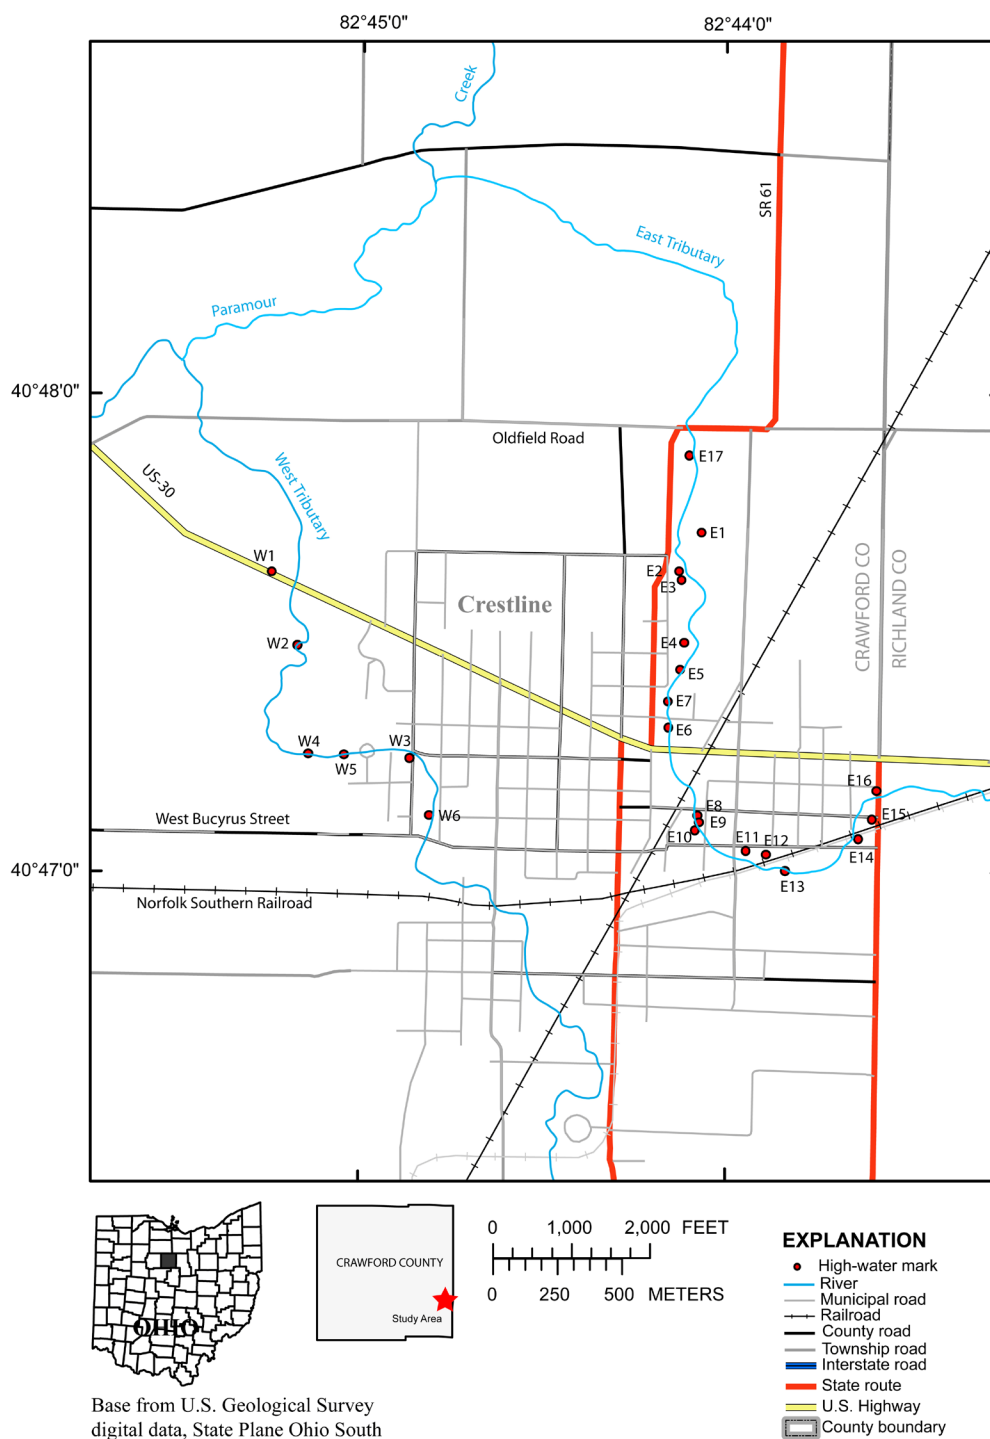 82°45'0"
82°44'0"
Creek
SR 61
East Tributary
Paramour
40°48'0"
Oldfield Road
US-30
West Tributary
E17
E1
W1
E2
E3
CRAWFORD CO
RICHLAND CO
Crestline
W2
E4
E5
E7
E6
W4
W3
W5
E16
E8
E15
W6
E9
West Bucyrus Street
E10
E11
E12
E14
40°47'0"
E13
Norfolk Southern Railroad
OHIO
CRAWFORD COUNTY
Study Area
0 1,000 2,000 FEET
0 250 500 METERS
EXPLANATION
High-water mark
River
Municipal road
Railroad
County road
Township road
Interstate road
State route
U.S. Highway
County boundary
Base from U.S. Geological Survey
digital data, State Plane Ohio South